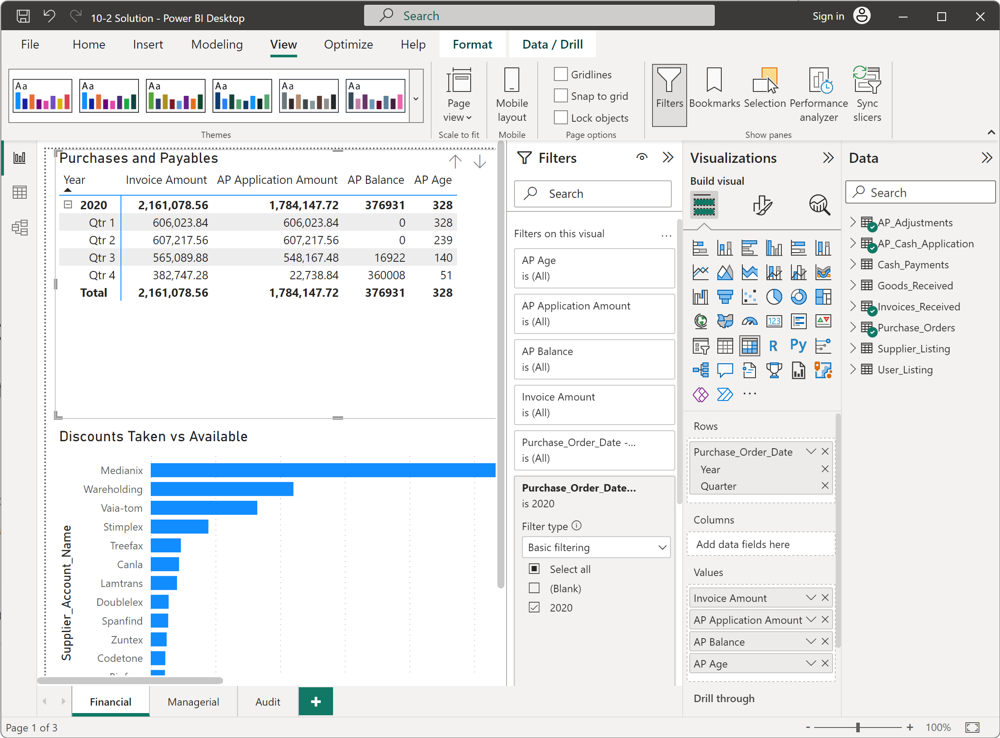 10-2 Solution - Power BI Desktop
Search
Sign in
File Home Insert Modeling View Optimize Help Format Data / Drill
Aa Aa Aa Aa Aa Aa
Themes
Page view
Scale to fit
Mobile layout
Mobile
Gridlines
Snap to grid
Lock objects
Page options
Filters Bookmarks Selection Performance analyzer Sync slicers
Show panes
Purchases and Payables
Year Invoice Amount AP Application Amount AP Balance AP Age
2020 2,161,078.56 1,784,147.72 376931 328
Qtr 1 606,023.84 606,023.84 0 328
Qtr 2 607,217.56 607,217.56 0 239
Qtr 3 565,089.88 548,167.48 16922 140
Qtr 4 382,747.28 22,738.84 360008 51
Total 2,161,078.56 1,784,147.72 376931 328
Discounts Taken vs Available
Supplier_Account_Name
Medianix
Wareholding
Vaia-tom
Stimplex
Treefax
Canla
Lamtrans
Doublelex
Spanfind
Zuntex
Codetone
Filters
Search
Filters on this visual ...
AP Age
is (All)
AP Application Amount
is (All)
AP Balance
is (All)
Invoice Amount
is (All)
Purchase_Order_Date -...
is (All)
Purchase_Order_Date...
is 2020
Filter type
Basic filtering
Select all
(Blank)
2020
Visualizations
Build visual
123
R Py
...
Rows
Purchase_Order_Date
Year
Quarter
Columns
Add data fields here
Values
Invoice Amount
AP Application Amount
AP Balance
AP Age
Drill through
Data
Search
AP_Adjustments
AP_Cash_Application
Cash_Payments
Goods_Received
Invoices_Received
Purchase_Orders
Supplier_Listing
User_Listing
Financial Managerial Audit +
Page 1 of 3
- + 100%